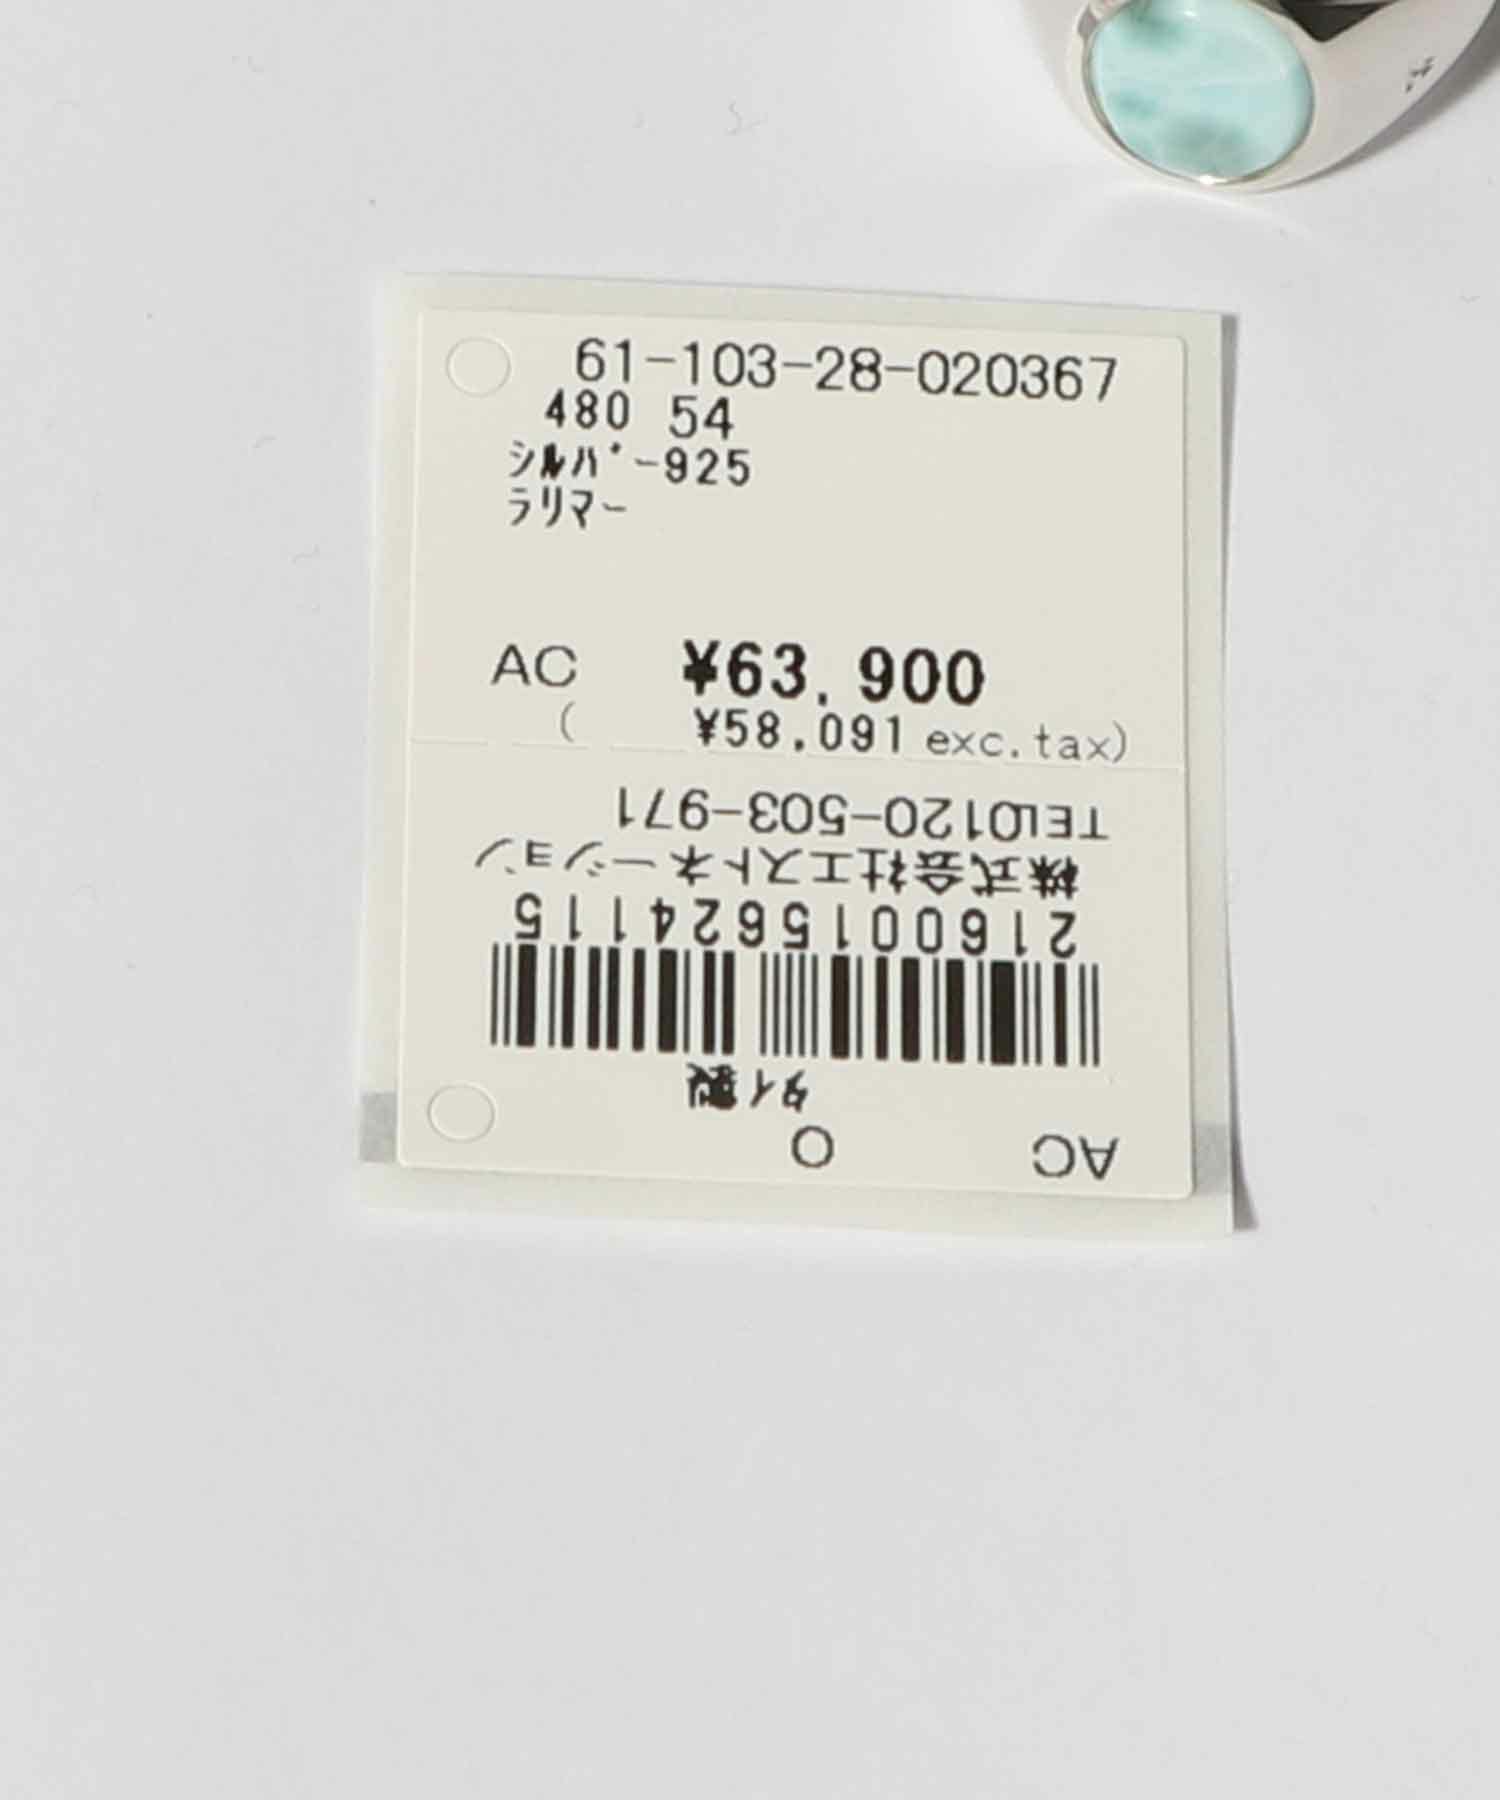 61-103-28-020367
480 54
ｼﾙﾊﾞｰ925
ﾗﾘﾏｰ
AC ¥63,900
( ¥58,091 exc.tax)
AC O
タイ製
2160015624115
株式会社エストネーション
TEL0120-503-971